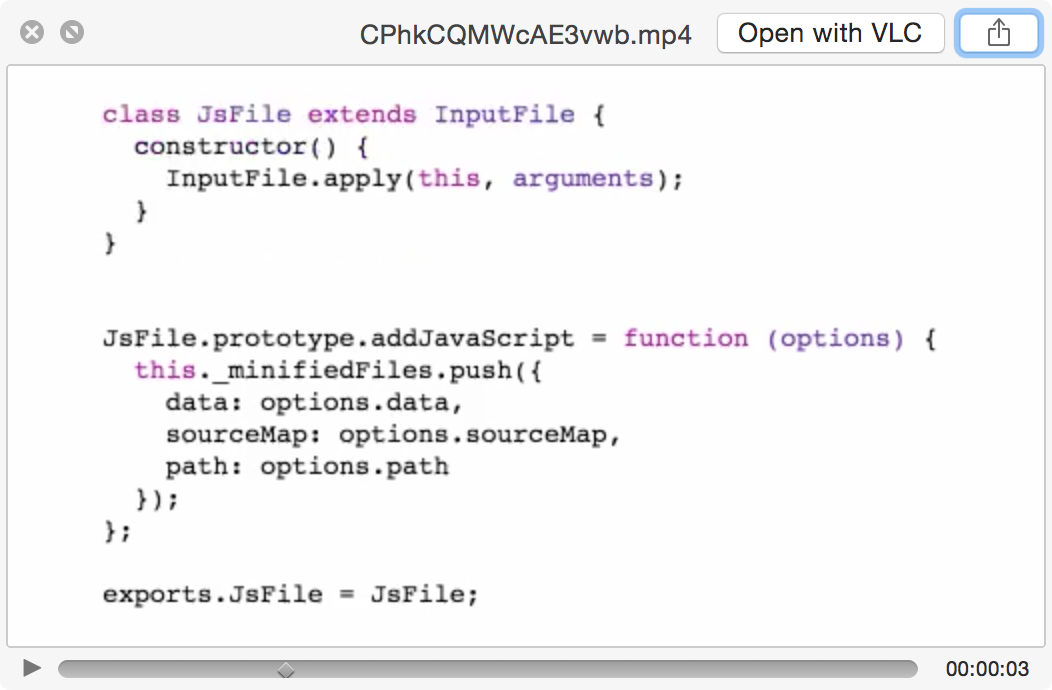 CPhkCQMWcAE3vwb.mp4 Open with VLC
class JsFile extends InputFile {
  constructor() {
    InputFile.apply(this, arguments);
  }
}
JsFile.prototype.addJavaScript = function (options) {
  this._minifiedFiles.push({
    data: options.data,
    sourceMap: options.sourceMap,
    path: options.path
  });
};
exports.JsFile = JsFile;
00:00:03